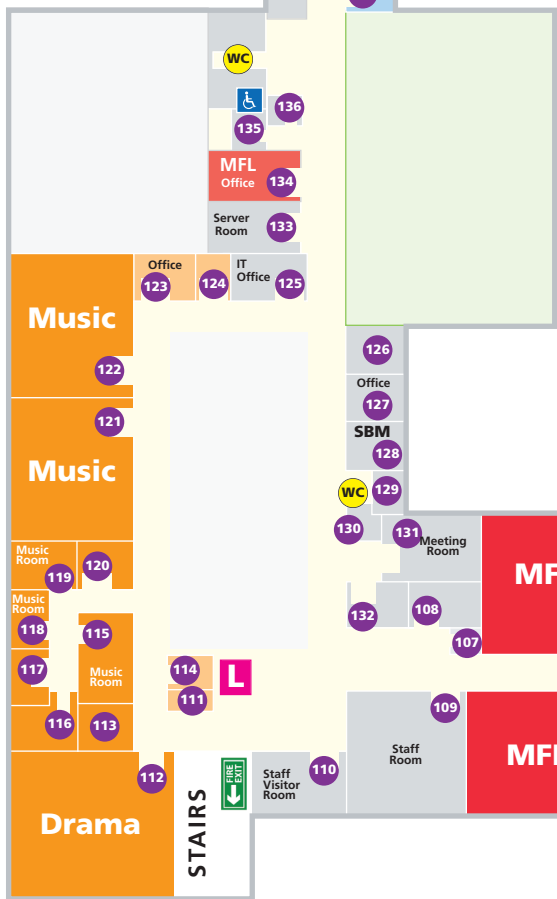 WC
136
135
MFL
Office
134
Server
Room
133
Office
123
124
IT
Office
125
Music
122
126
Office
127
121
SBM
128
Music
WC
129
130
131
Meeting
Room
Music
Room
119
120
MF
Music
Room
118
115
132
108
107
117
Music
Room
114
L
111
116
113
109
Staff
Room
MFL
112
FIRE
EXIT
110
Staff
Visitor
Room
Drama
STAIRS